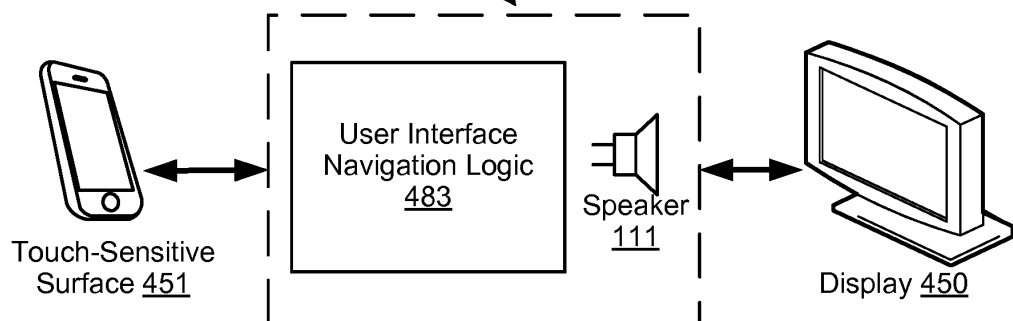 User Interface
Navigation Logic
483
Speaker
111
Touch-Sensitive
Surface 451
Display 450